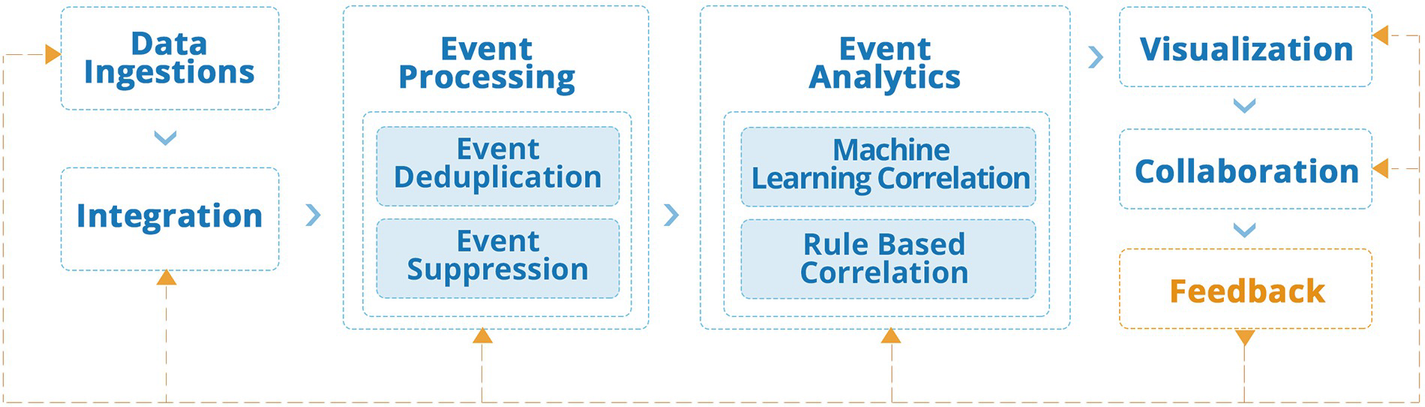 Data
Ingestions
Integration
Event
Processing
Event
Deduplication
Event
Suppression
Event
Analytics
Machine
Learning Correlation
Rule Based
Correlation
Visualization
Collaboration
Feedback